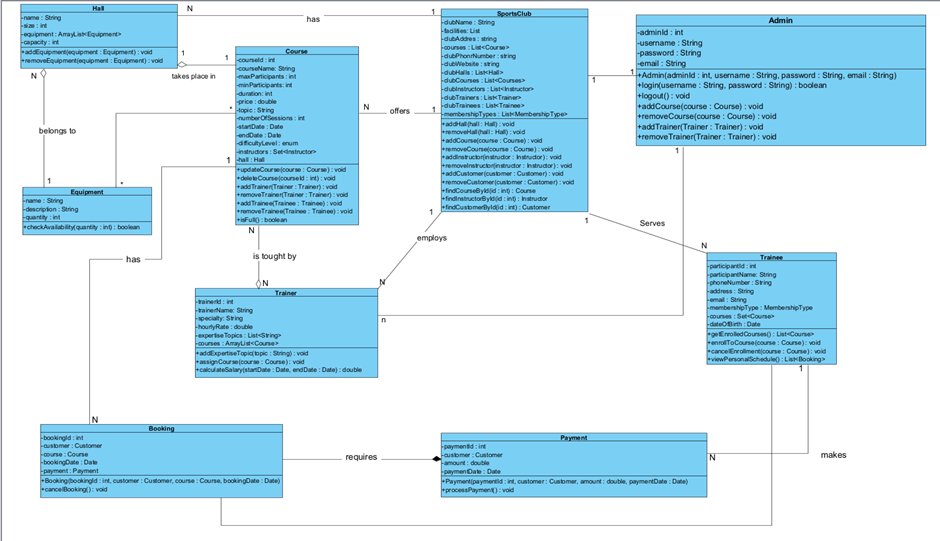 Hall
-name : String
-size : int
-equipment : ArrayList<Equipment>
-capacity : int
+addEquipment(equipment : Equipment) : void
+removeEquipment(equipment : Equipment) : void
N
has
1
1
1
takes place in
N
belongs to
1
Equipment
-name : String
-description : String
-quantity : int
+checkAvailability(quantity : int) : boolean
*
*
Course
-courseId : int
-courseName : String
-maxParticipants : int
-minParticipants : int
-duration : int
-price : double
-topic : String
-numberOfSessions : int
-startDate : Date
-endDate : Date
-difficultyLevel : enum
-instructors : Set<Instructor>
-hall : Hall
+updateCourse(course : Course) : void
+deleteCourse(courseId : int) : void
+addTrainer(Trainer : Trainer) : void
+removeTrainer(Trainer : Trainer) : void
+addTrainee(Trainee : Trainee) : void
+removeTrainee(Trainee : Trainee) : void
+isFull() : boolean
N
offers
1
SportsClub
-clubName : String
-facilities : List
-clubAddress : string
-courses : List<Course>
-clubPhonrNumber : string
-clubWebsite : string
-clubHalls : List<Hall>
-clubCourses : List<Courses>
-clubInstructors : List<Instructor>
-clubTrainers : List<Trainer>
-clubTrainees : List<Trainee>
-membershipTypes : List<MembershipType>
+addHall(hall : Hall) : void
+removeHall(hall : Hall) : void
+addCourse(course : Course) : void
+removeCourse(course : Course) : void
+addInstructor(instructor : Instructor) : void
+removeInstructor(instructor : Instructor) : void
+addCustomer(customer : Customer) : void
+removeCustomer(customer : Customer) : void
+findCourseById(id : int) : Course
+findInstructorById(id : int) : Instructor
+findCustomerById(id : int) : Customer
1
1
Admin
-adminId : int
-username : String
-password : String
-email : String
+Admin(adminId : int, username : String, password : String, email : String)
+login(username : String, password : String) : boolean
+logout() : void
+addCourse(course : Course) : void
+removeCourse(course : Course) : void
+addTrainer(Trainer : Trainer) : void
+removeTrainer(Trainer : Trainer) : void
1
n
1
has
N
N
is tought by
N
1
employs
N
1
Serves
N
Trainer
-trainerId : int
-trainerName: String
-specialty: String
-hourlyRate : double
-expertiseTopics : List<String>
-courses : ArrayList<Course>
+addExpertiseTopic(topic : String) : void
+assignCourse(course : Course) : void
+calculateSalary(startDate : Date, endDate : Date) : double
Trainee
-participantId : int
-participantName: String
-phoneNumber : String
-address : String
-email : String
-membershipType : MembershipType
-courses : Set<Course>
-dateOfBirth : Date
+getEnrolledCourses() : List<Course>
+enrollToCourse(course : Course) : void
+cancelEnrollment(course : Course) : void
+viewPersonalSchedule() : List<Booking>
1
makes
N
Booking
-bookingId : int
-customer : Customer
-course : Course
-bookingDate : Date
-payment : Payment
+Booking(bookingId : int, customer : Customer, course : Course, bookingDate : Date)
+cancelBooking() : void
requires
Payment
-paymentId : int
-customer : Customer
-amount : double
-paymentDate : Date
+Payment(paymentId : int, customer : Customer, amount : double, paymentDate : Date)
+processPayment() : void